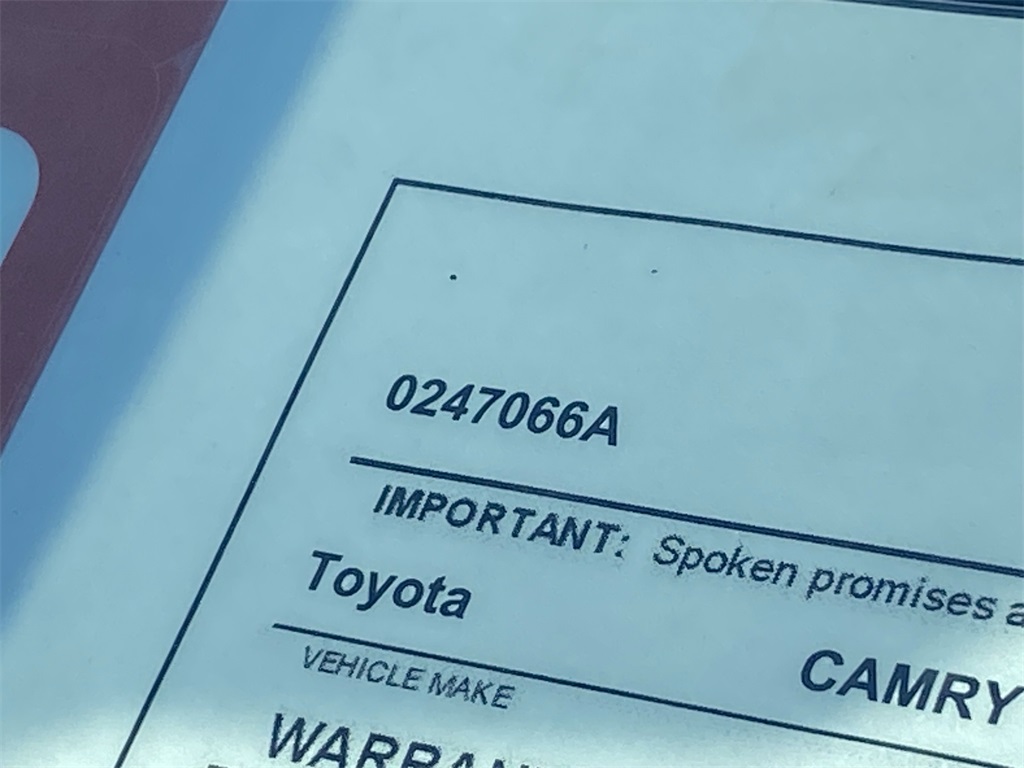 0247066A
IMPORTANT: Spoken promises
Toyota CAMRY
VEHICLE MAKE